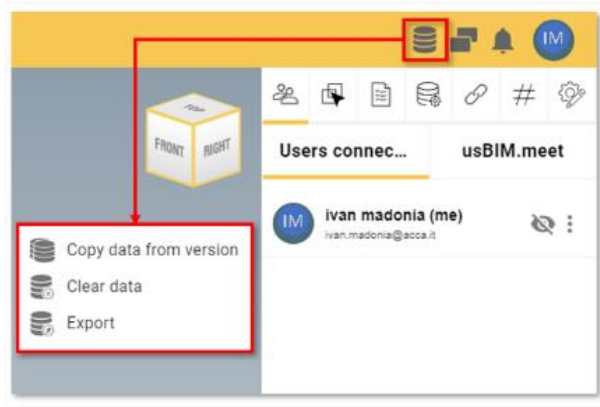 IM
TOP
FRONT
RIGHT
#
Users connec...
usBIM.meet
IM
ivan madonia (me)
ivan.madonia@acca.it
Copy data from version
Clear data
Export